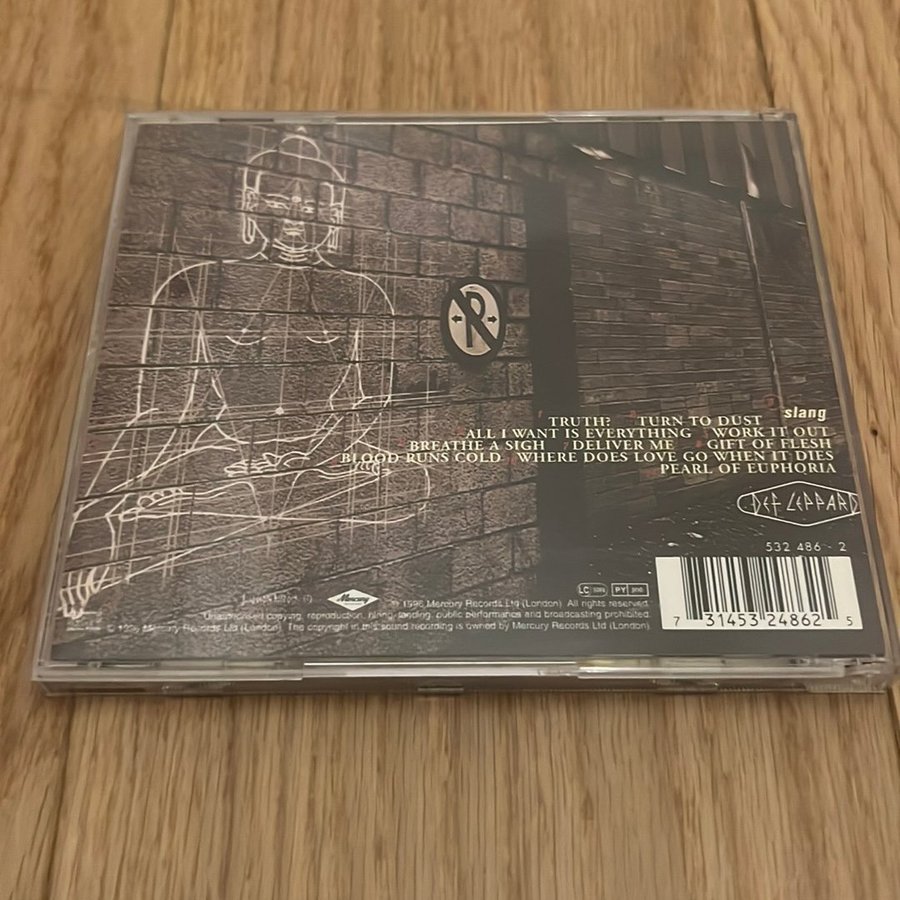 R
slang
TRUTH? TURN TO DUST
ALL I WANT IS EVERYTHING WORK IT OUT
BREATHE A SIGH DELIVER ME GIFT OF FLESH
BLOOD RUNS COLD WHERE DOES LOVE GO WHEN IT DIES
PEARL OF EUPHORIA
DEF LEPPARD
532 486 - 2
Mercury
LC PY
℗ 1996 Mercury Records Ltd (London). All rights reserved.
Unauthorised copying, reproduction, hiring, lending, public performance and broadcasting prohibited.
© 1996 Mercury Records Ltd (London). The copyright in this sound recording is owned by Mercury Records Ltd (London).
7 31453 24862 5